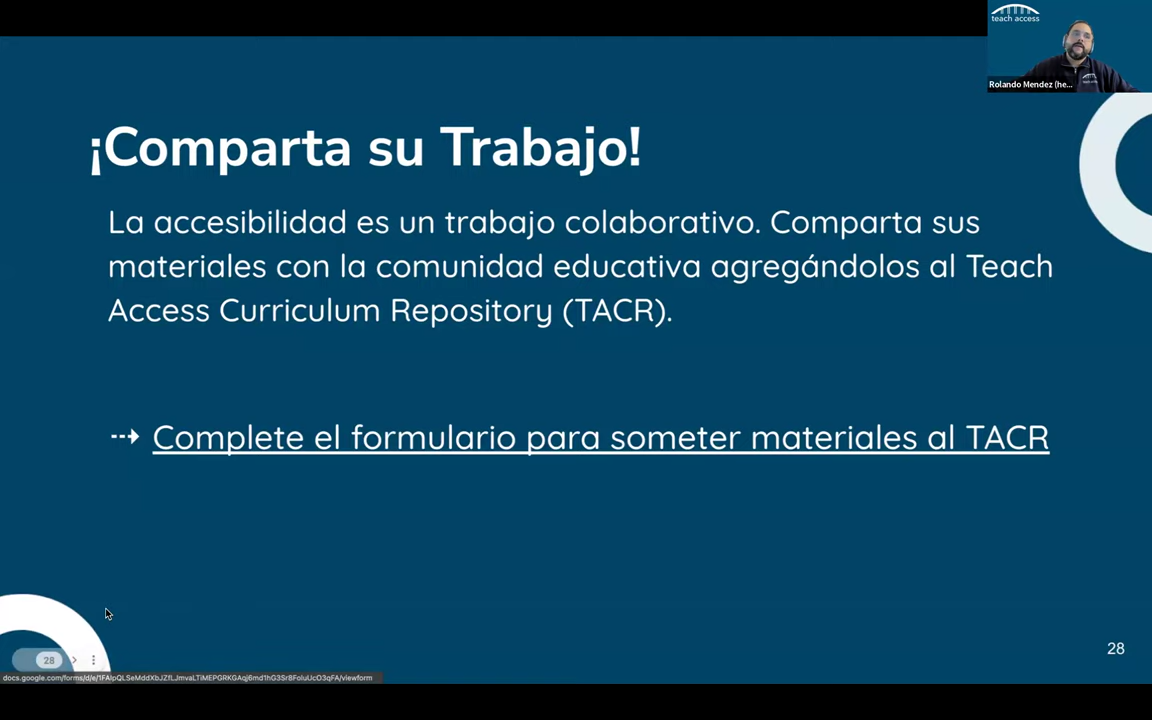 teach access
Rolando Mendez (he...
¡Comparta su Trabajo!
La accesibilidad es un trabajo colaborativo. Comparta sus
materiales con la comunidad educativa agregándolos al Teach
Access Curriculum Repository (TACR).
⇢ Complete el formulario para someter materiales al TACR
28
28